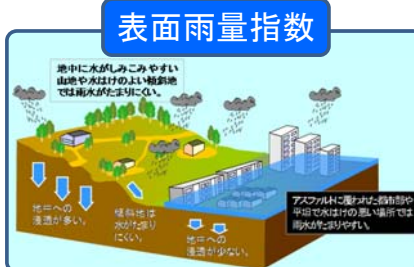 表面雨量指数
地中に水がしみこみやすい
山地や水はけのよい傾斜地
では雨水がたまりにくい。
アスファルトに覆われた都市部や
平坦で水はけの悪い場所では
雨水がたまりやすい。
地中への
浸透が多い。
傾斜地は
水がたまり
にくい。
地中への
浸透が少ない。